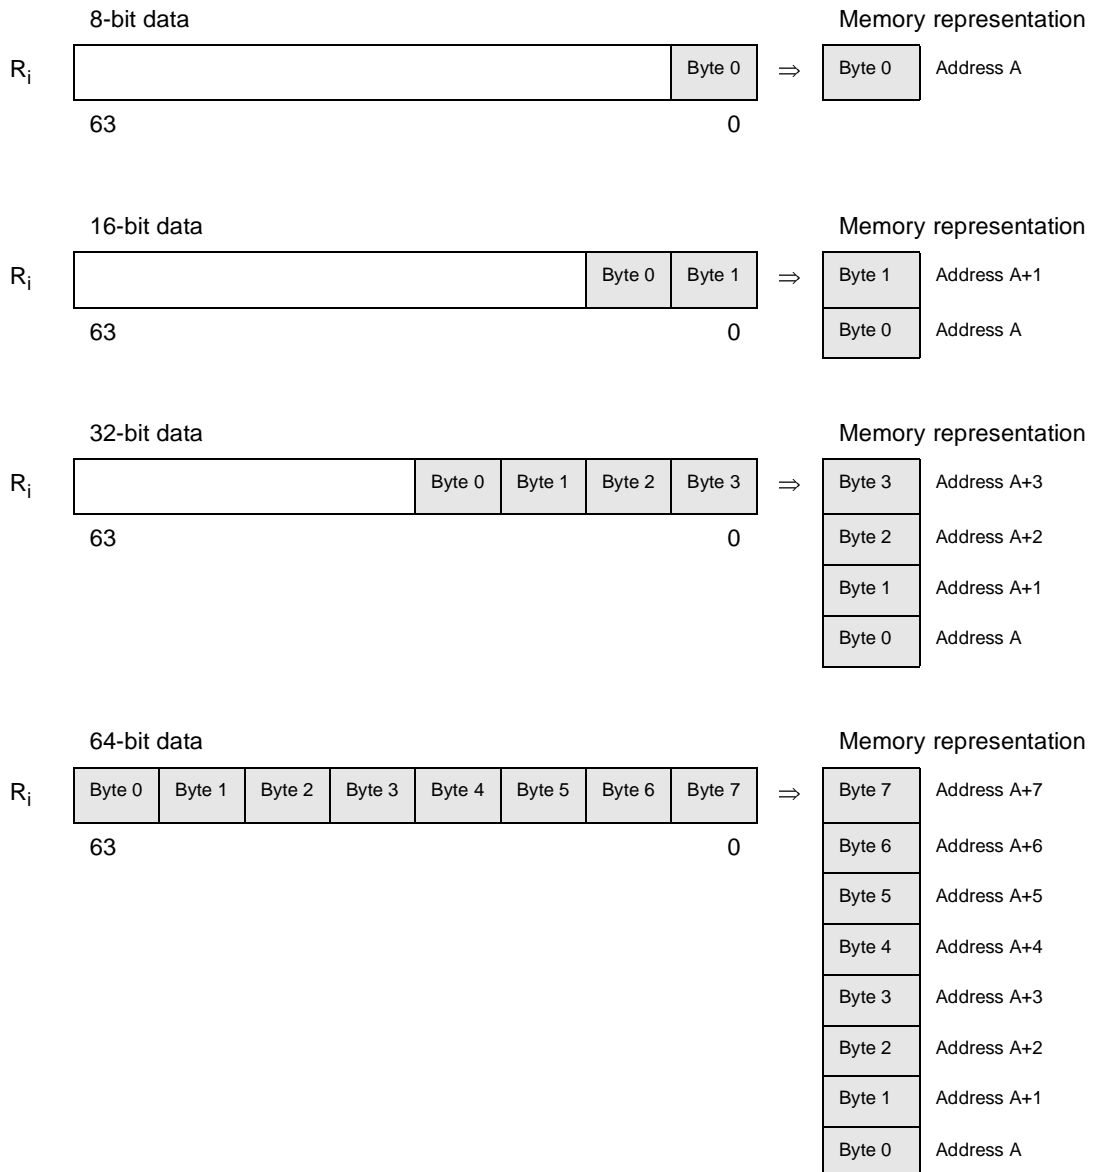 8-bit data Memory representation
Ri Byte 0 ⇒ Byte 0 Address A
63 0
16-bit data Memory representation
Ri Byte 0 Byte 1 ⇒ Byte 1 Address A+1
63 0 Byte 0 Address A
32-bit data Memory representation
Ri Byte 0 Byte 1 Byte 2 Byte 3 ⇒ Byte 3 Address A+3
63 0 Byte 2 Address A+2
Byte 1 Address A+1
Byte 0 Address A
64-bit data Memory representation
Ri Byte 0 Byte 1 Byte 2 Byte 3 Byte 4 Byte 5 Byte 6 Byte 7 ⇒ Byte 7 Address A+7
63 0 Byte 6 Address A+6
Byte 5 Address A+5
Byte 4 Address A+4
Byte 3 Address A+3
Byte 2 Address A+2
Byte 1 Address A+1
Byte 0 Address A